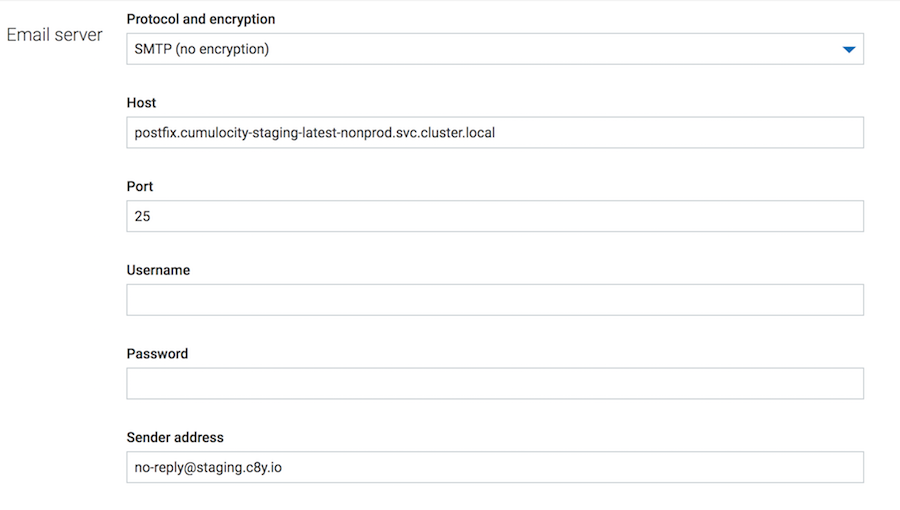 Email server
Protocol and encryption
SMTP (no encryption)
Host
postfix.cumulocity-staging-latest-nonprod.svc.cluster.local
Port
25
Username
Password
Sender address
no-reply@staging.c8y.io